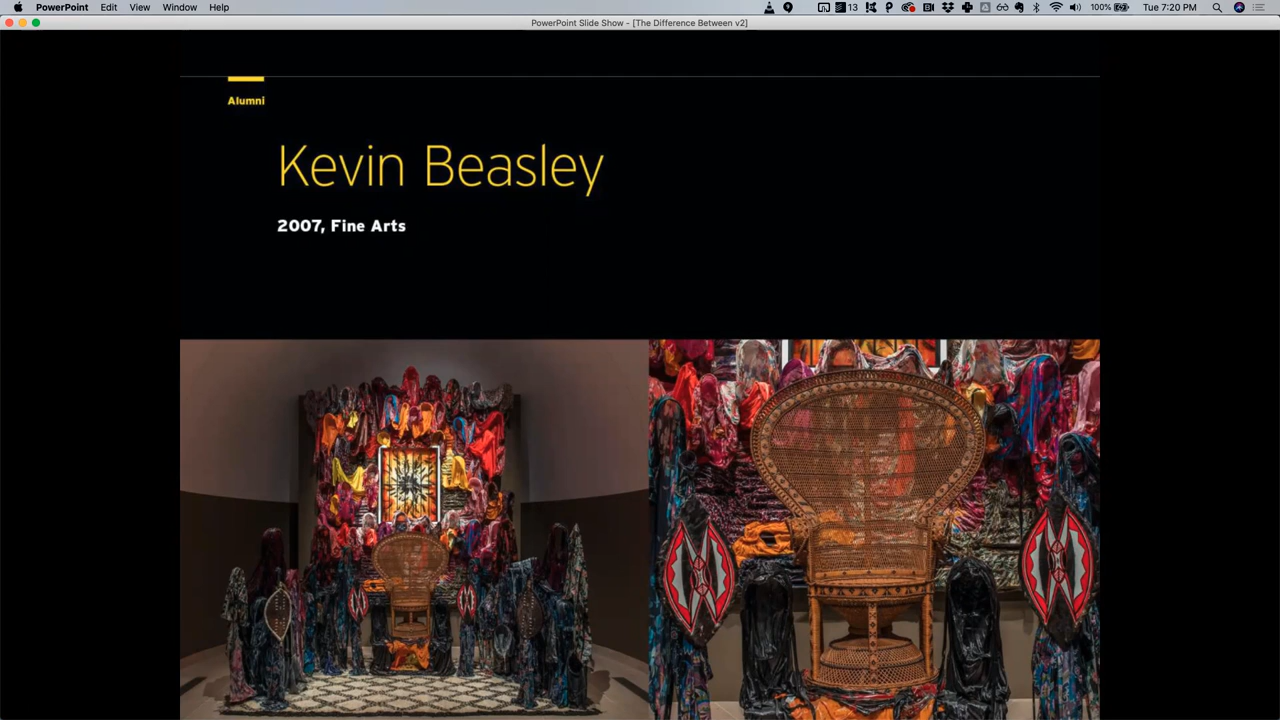 PowerPoint Edit View Window Help
13
100%
Tue 7:20 PM
PowerPoint Slide Show - [The Difference Between v2]
Alumni
Kevin Beasley
2007, Fine Arts